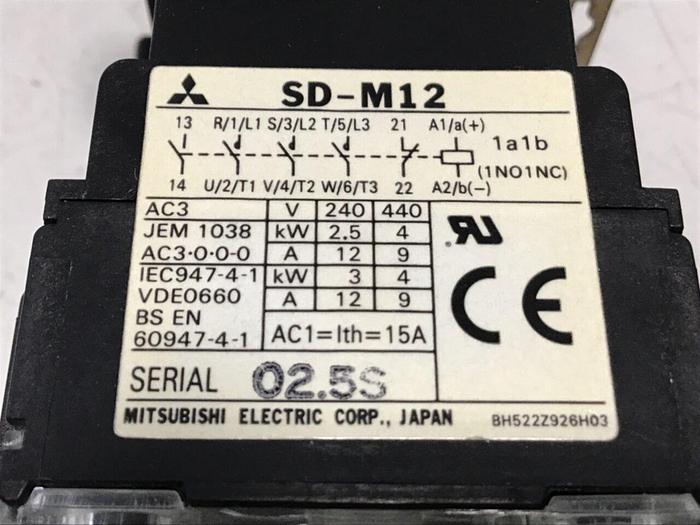 SD-M12
13 R/1/L1 S/3/L2 T/5/L3 21 A1/a(+)
1a1b
(1NO1NC)
14 U/2/T1 V/4/T2 W/6/T3 22 A2/b(-)
AC3 V 240 440
JEM 1038 kW 2.5 4
AC3·0·0-0 A 12 9
IEC947-4-1 kW 3 4
VDE0660 A 12 9
BS EN
60947-4-1 AC1=Ith=15A
RU
CE
SERIAL 02.5S
MITSUBISHI ELECTRIC CORP., JAPAN BH522Z926H03